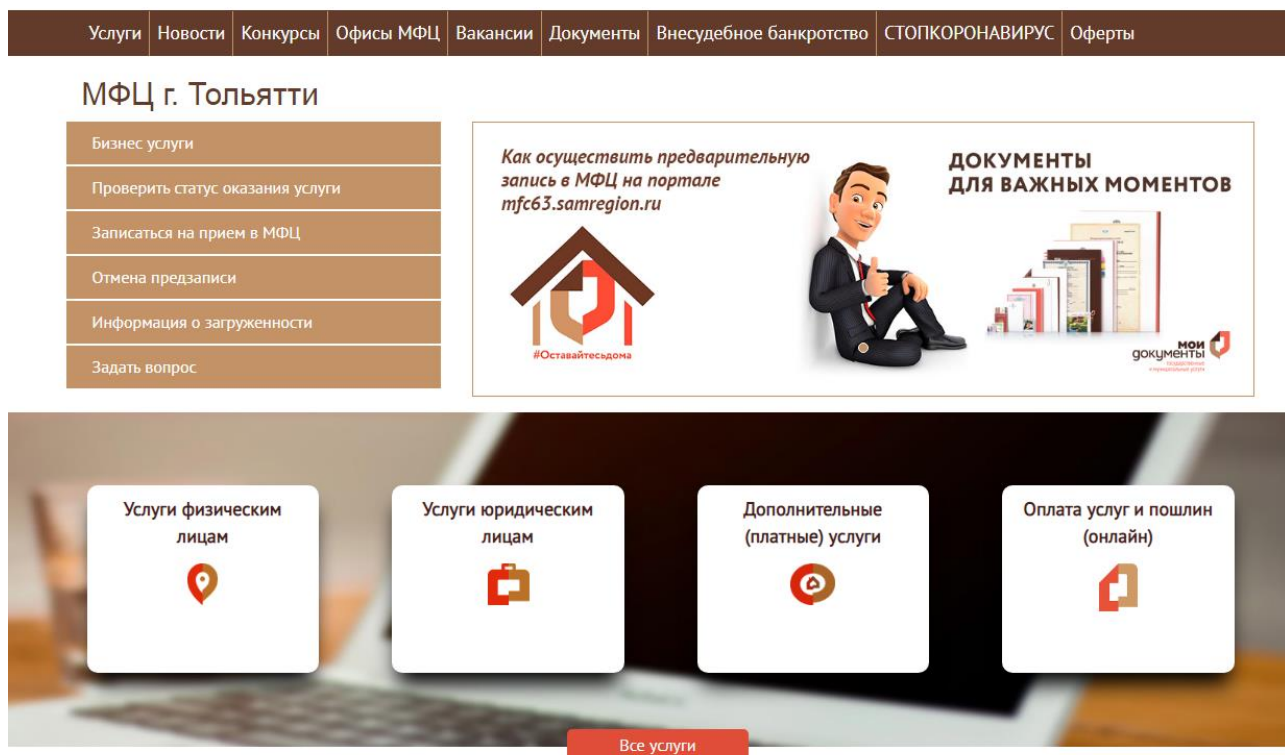 Услуги Новости Конкурсы Офисы МФЦ Вакансии Документы Внесудебное банкротство СТОПКОРОНАВИРУС Оферты
МФЦ г. Тольятти
Бизнес услуги
Проверить статус оказания услуги
Записаться на прием в МФЦ
Отмена предзаписи
Информация о загруженности
Задать вопрос
Как осуществить предварительную
запись в МФЦ на портале
mfc63.samregion.ru
#Оставайтесьдома
ДОКУМЕНТЫ
ДЛЯ ВАЖНЫХ МОМЕНТОВ
мои
документы
государственные
и муниципальные услуги
Услуги физическим
лицам
Услуги юридическим
лицам
Дополнительные
(платные) услуги
Оплата услуг и пошлин
(онлайн)
Все услуги